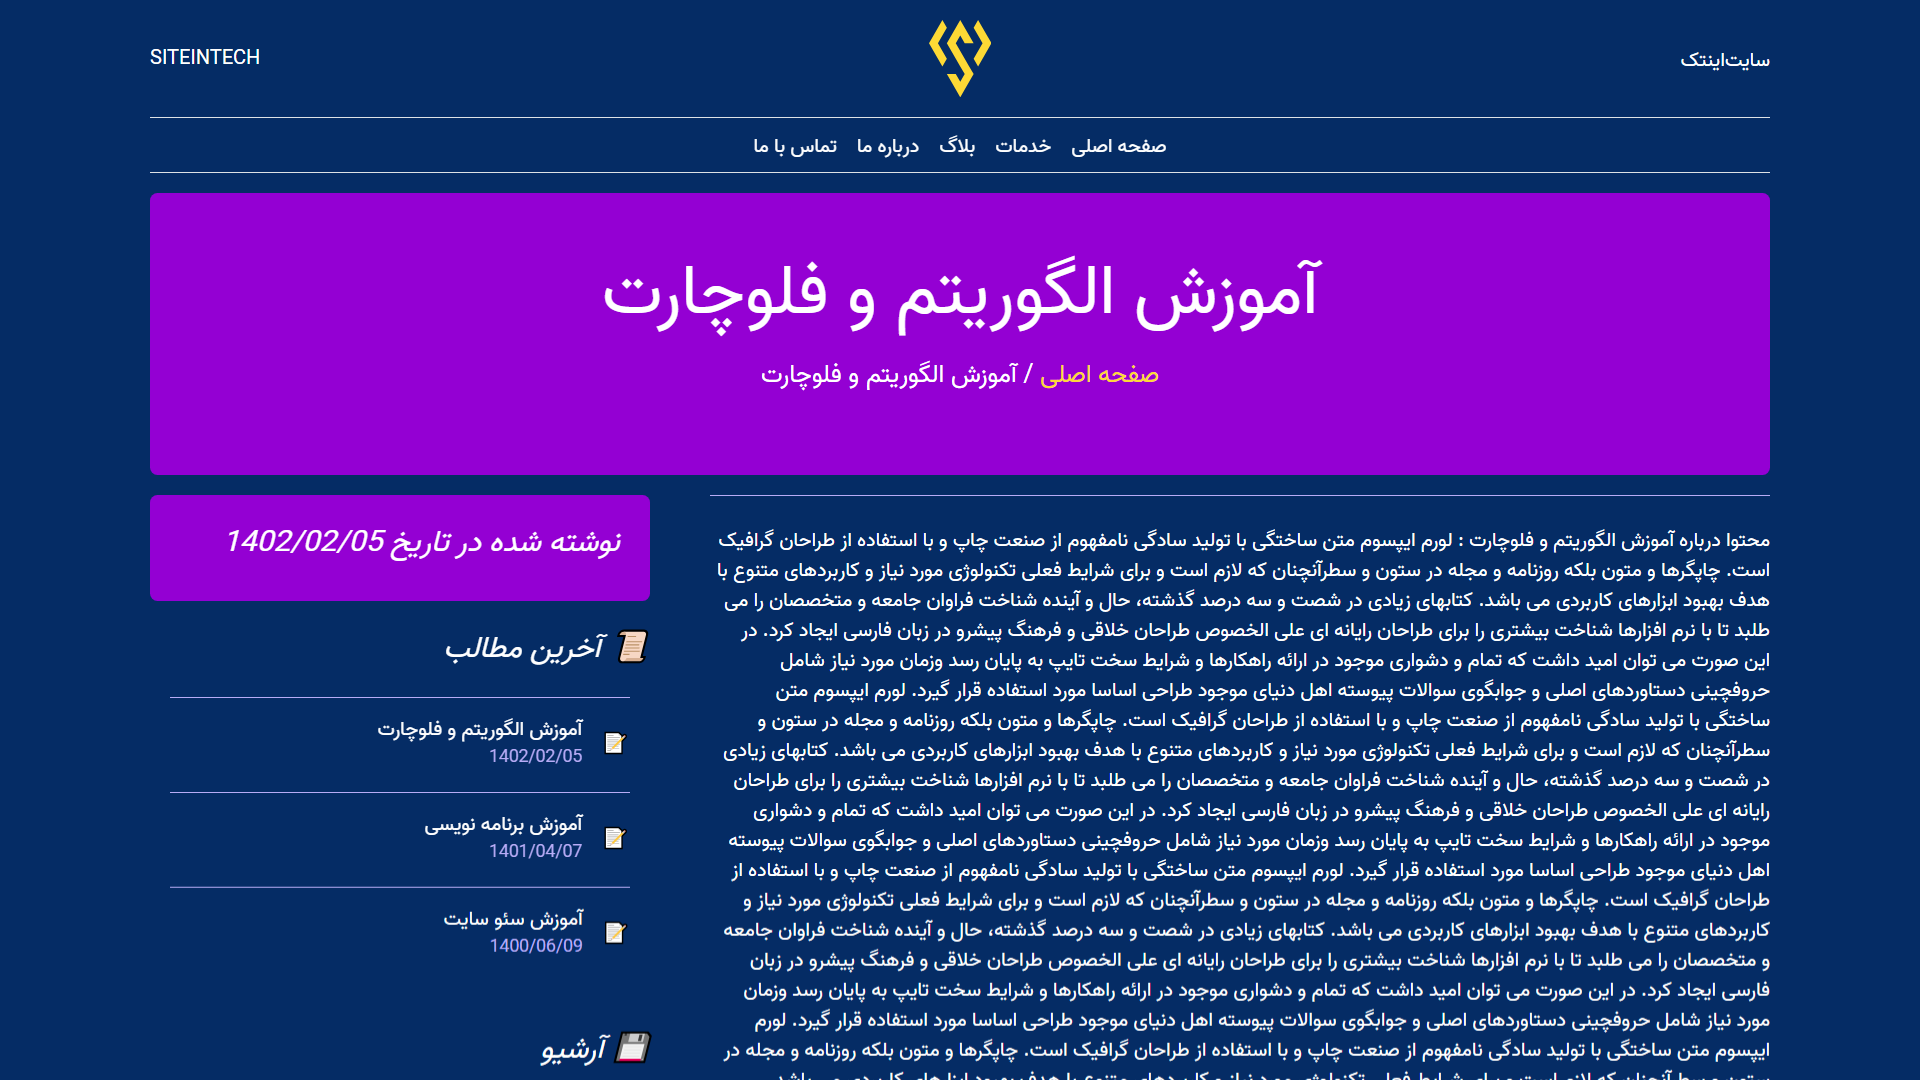 سایت‌اینتک
SITEINTECH
صفحه اصلی
خدمات
بلاگ
درباره ما
تماس با ما
آموزش الگوریتم و فلوچارت
صفحه اصلی / آموزش الگوریتم و فلوچارت
محتوا درباره آموزش الگوریتم و فلوچارت : لورم ایپسوم متن ساختگی با تولید سادگی نامفهوم از صنعت چاپ و با استفاده از طراحان گرافیک
است. چاپگرها و متون بلکه روزنامه و مجله در ستون و سطرآنچنان که لازم است و برای شرایط فعلی تکنولوژی مورد نیاز و کاربردهای متنوع با
هدف بهبود ابزارهای کاربردی می باشد. کتابهای زیادی در شصت و سه درصد گذشته، حال و آینده شناخت فراوان جامعه و متخصصان را می
طلبد تا با نرم افزارها شناخت بیشتری را برای طراحان رایانه ای علی الخصوص طراحان خلاقی و فرهنگ پیشرو در زبان فارسی ایجاد کرد. در
این صورت می توان امید داشت که تمام و دشواری موجود در ارائه راهکارها و شرایط سخت تایپ به پایان رسد وزمان مورد نیاز شامل
حروفچینی دستاوردهای اصلی و جوابگوی سوالات پیوسته اهل دنیای موجود طراحی اساسا مورد استفاده قرار گیرد. لورم ایپسوم متن
ساختگی با تولید سادگی نامفهوم از صنعت چاپ و با استفاده از طراحان گرافیک است. چاپگرها و متون بلکه روزنامه و مجله در ستون و
سطرآنچنان که لازم است و برای شرایط فعلی تکنولوژی مورد نیاز و کاربردهای متنوع با هدف بهبود ابزارهای کاربردی می باشد. کتابهای زیادی
در شصت و سه درصد گذشته، حال و آینده شناخت فراوان جامعه و متخصصان را می طلبد تا با نرم افزارها شناخت بیشتری را برای طراحان
رایانه ای علی الخصوص طراحان خلاقی و فرهنگ پیشرو در زبان فارسی ایجاد کرد. در این صورت می توان امید داشت که تمام و دشواری
موجود در ارائه راهکارها و شرایط سخت تایپ به پایان رسد وزمان مورد نیاز شامل حروفچینی دستاوردهای اصلی و جوابگوی سوالات پیوسته
اهل دنیای موجود طراحی اساسا مورد استفاده قرار گیرد. لورم ایپسوم متن ساختگی با تولید سادگی نامفهوم از صنعت چاپ و با استفاده از
طراحان گرافیک است. چاپگرها و متون بلکه روزنامه و مجله در ستون و سطرآنچنان که لازم است و برای شرایط فعلی تکنولوژی مورد نیاز و
کاربردهای متنوع با هدف بهبود ابزارهای کاربردی می باشد. کتابهای زیادی در شصت و سه درصد گذشته، حال و آینده شناخت فراوان جامعه
و متخصصان را می طلبد تا با نرم افزارها شناخت بیشتری را برای طراحان رایانه ای علی الخصوص طراحان خلاقی و فرهنگ پیشرو در زبان
فارسی ایجاد کرد. در این صورت می توان امید داشت که تمام و دشواری موجود در ارائه راهکارها و شرایط سخت تایپ به پایان رسد وزمان
مورد نیاز شامل حروفچینی دستاوردهای اصلی و جوابگوی سوالات پیوسته اهل دنیای موجود طراحی اساسا مورد استفاده قرار گیرد. لورم
ایپسوم متن ساختگی با تولید سادگی نامفهوم از صنعت چاپ و با استفاده از طراحان گرافیک است. چاپگرها و متون بلکه روزنامه و مجله در
نوشته شده در تاریخ 1402/02/05
آخرین مطالب
آموزش الگوریتم و فلوچارت
1402/02/05
آموزش برنامه نویسی
1401/04/07
آموزش سئو سایت
1400/06/09
آرشیو